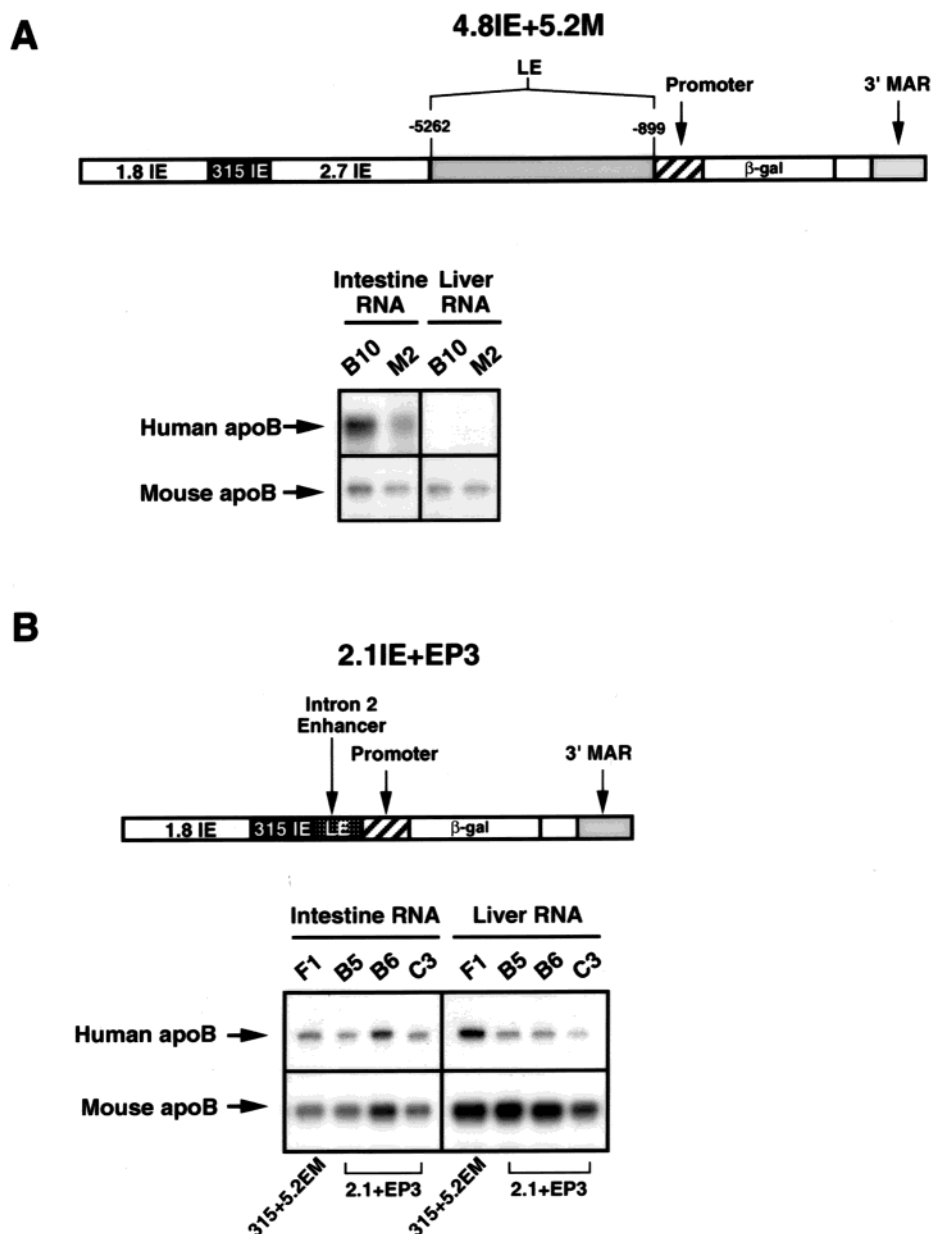 A
4.8IE+5.2M
LE
Promoter
3' MAR
-5262
-899
1.8 IE
315 IE
2.7 IE
β-gal
Intestine RNA
Liver RNA
B10
M2
B10
M2
Human apoB
Mouse apoB
B
2.1IE+EP3
Intron 2
Enhancer
Promoter
3' MAR
1.8 IE
315 IE
LE
β-gal
Intestine RNA
Liver RNA
F1
B5
B6
C3
F1
B5
B6
C3
Human apoB
Mouse apoB
315+5.2EM
2.1+EP3
315+5.2EM
2.1+EP3